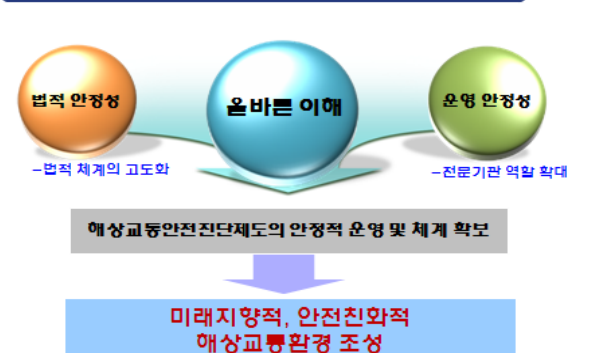 법적 안정성
올바른 이해
운영 안정성
–법적 체계의 고도화
–전문기관 역할 확대
해상교통안전진단제도의 안정적 운영 및 체계 확보
미래지향적, 안전친화적
해상교통환경 조성